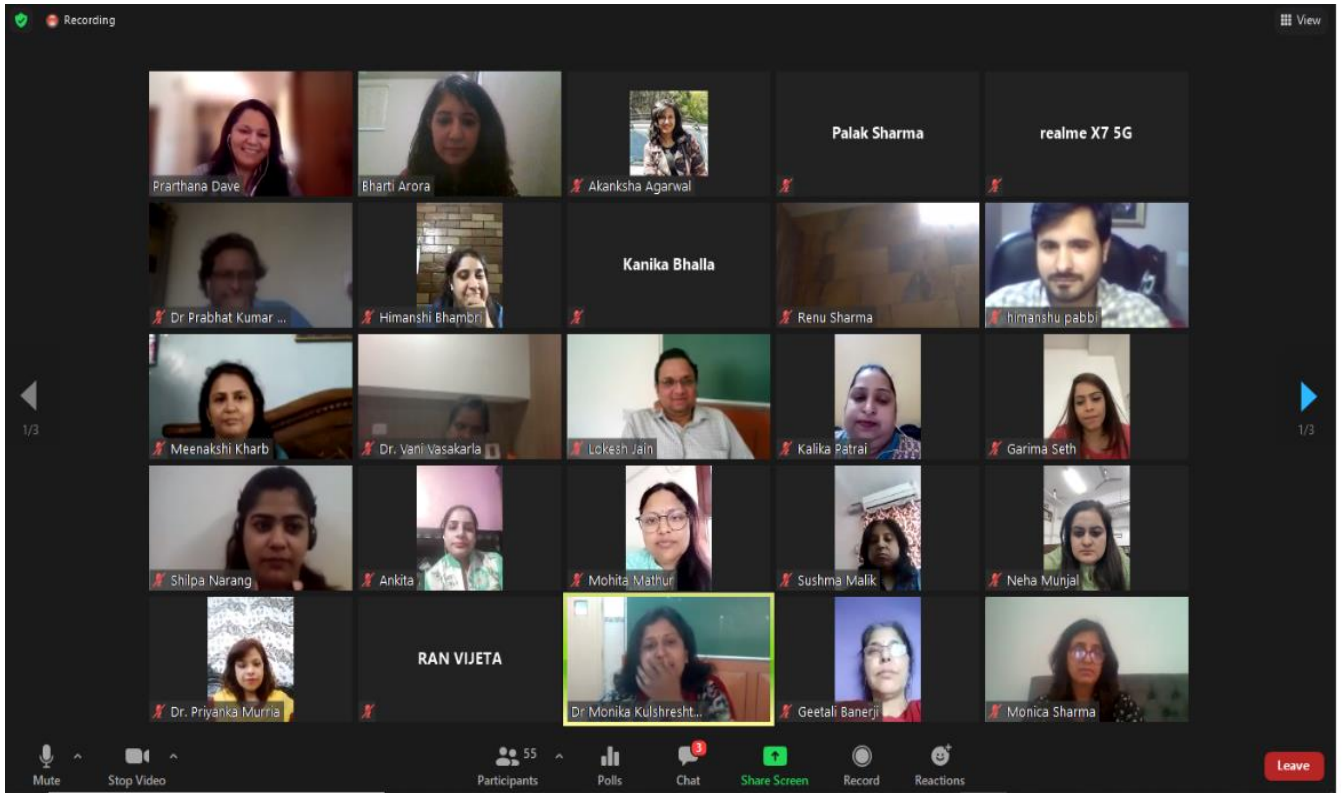 Recording
View
Prarthana Dave
Bharti Arora
Akanksha Agarwal
Palak Sharma
realme X7 5G
Dr Prabhat Kumar ...
Himanshi Bhambri
Kanika Bhalla
Renu Sharma
himanshu pabbi
Meenakshi Kharb
Dr. Vani Vasakarla
Lokesh Jain
Kalika Patrai
Garima Seth
1/3
1/3
Shilpa Narang
Ankita
Mohita Mathur
Sushma Malik
Neha Munjal
Dr. Priyanka Murria
RAN VIJETA
Dr Monika Kulshresht...
Geetali Banerji
Monica Sharma
Mute
Stop Video
55
Participants
Polls
3
Chat
Share Screen
Record
Reactions
Leave